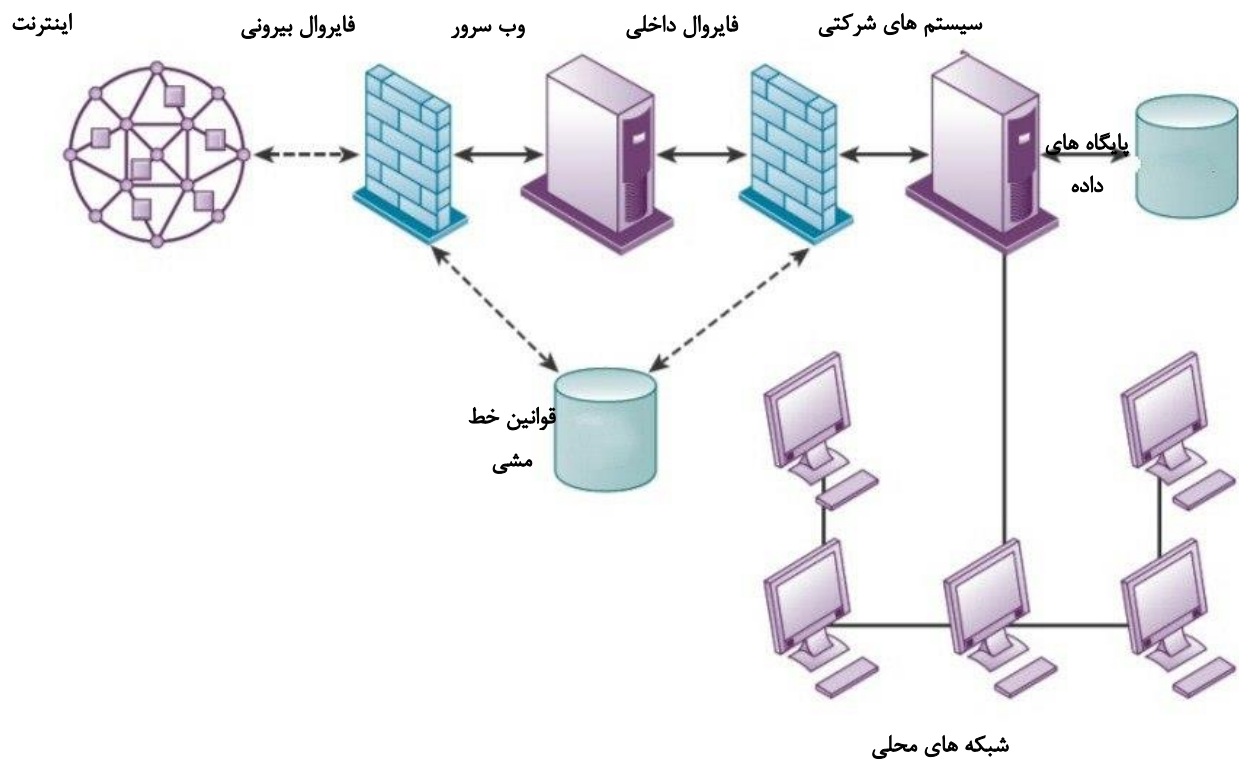 اینترنت
فایروال بیرونی
وب سرور
فایروال داخلی
سیستم های شرکتی
پایگاه های
داده
قوانین خط
مشی
شبکه های محلی